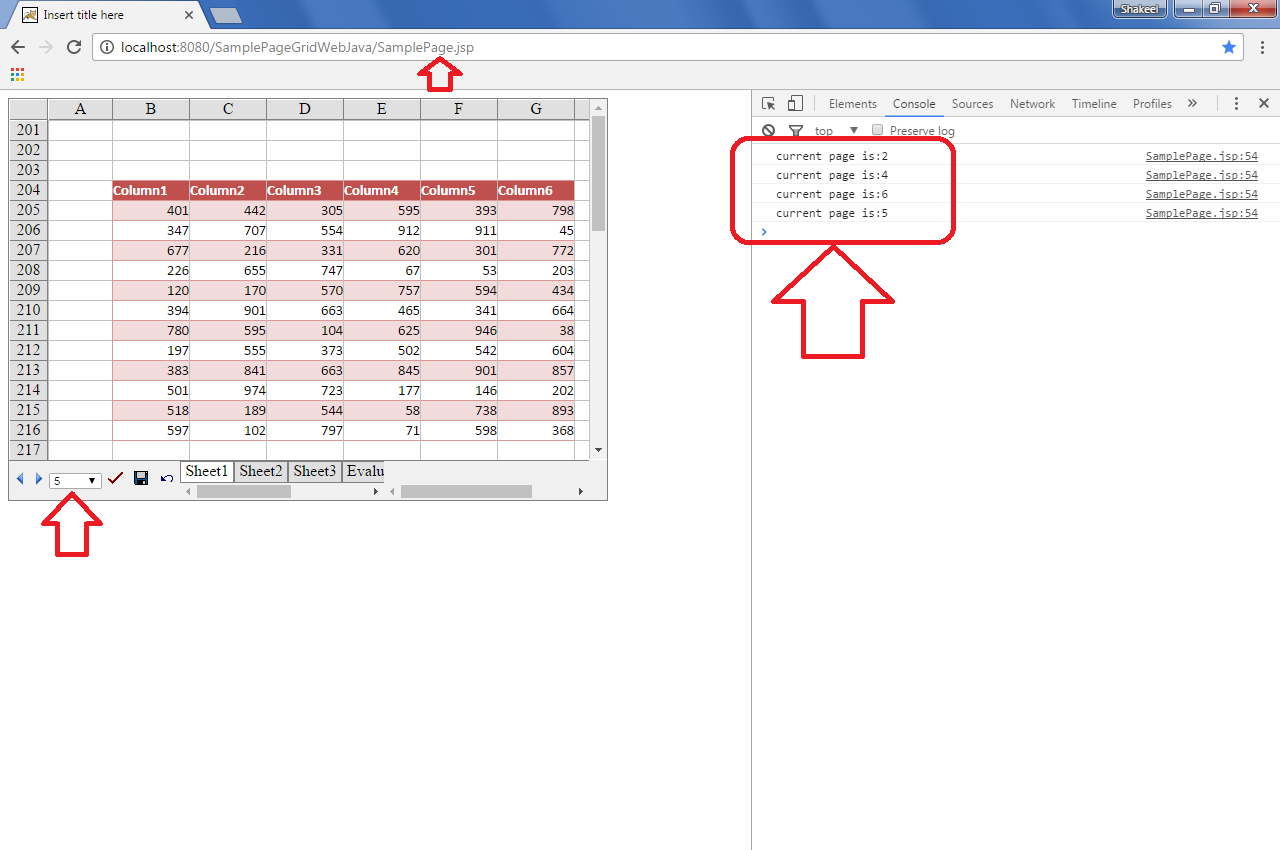 Insert title here
Shakeel
localhost:8080/SamplePageGridWebJava/SamplePage.jsp
A B C D E F G
201
202
203
204 Column1 Column2 Column3 Column4 Column5 Column6
205 401 442 305 595 393 798
206 347 707 554 912 911 45
207 677 216 331 620 301 772
208 226 655 747 67 53 203
209 120 170 570 757 594 434
210 394 901 663 465 341 664
211 780 595 104 625 946 38
212 197 555 373 502 542 604
213 383 841 663 845 901 857
214 501 974 723 177 146 202
215 518 189 544 58 738 893
216 597 102 797 71 598 368
217
5 Sheet1 Sheet2 Sheet3 Evalu
Elements Console Sources Network Timeline Profiles »
top Preserve log
current page is:2 SamplePage.jsp:54
current page is:4 SamplePage.jsp:54
current page is:6 SamplePage.jsp:54
current page is:5 SamplePage.jsp:54
>